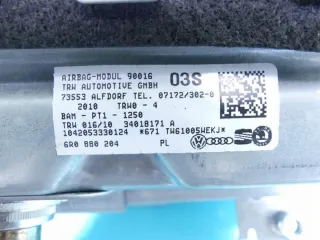 AIRBAG-MODUL 90016 03S
TRW AUTOMOTIVE GMBH
73553 ALFDORF TEL. 07172/302-0
2010 TRW0 - 4
BAM - PT1 - 1250
TRW 016/10 34018171 A
1042053330124 *671 TW61005WEKJ*
6R0 880 204 PL